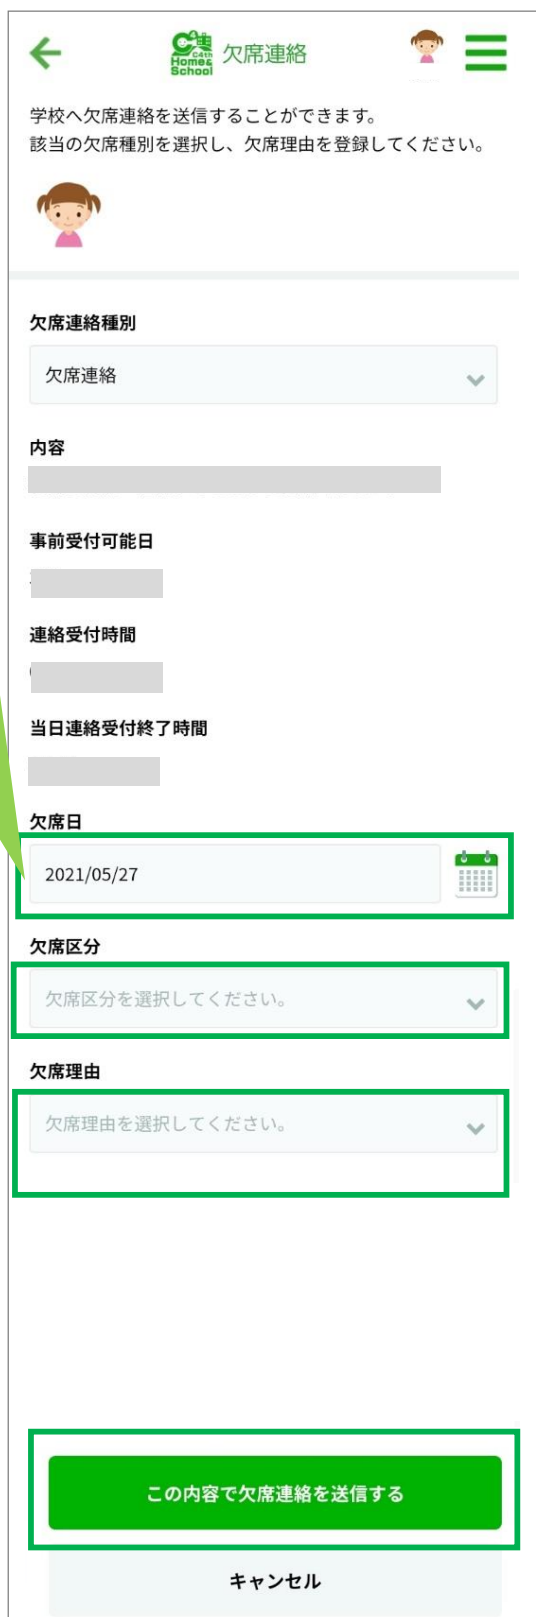 C4th
Home&
School
欠席連絡
学校へ欠席連絡を送信することができます。
該当の欠席種別を選択し、欠席理由を登録してください。
欠席連絡種別
欠席連絡
内容
事前受付可能日
連絡受付時間
当日連絡受付終了時間
欠席日
2021/05/27
欠席区分
欠席区分を選択してください。
欠席理由
欠席理由を選択してください。
この内容で欠席連絡を送信する
キャンセル